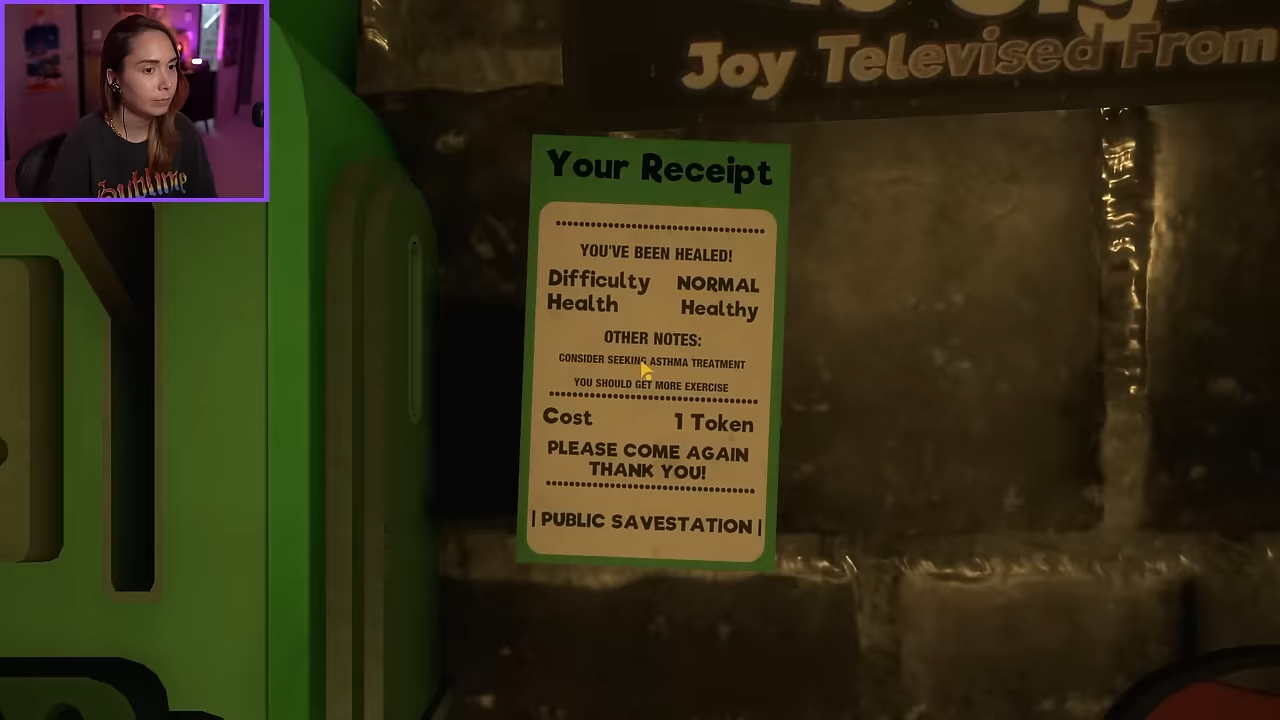 Joy Televised From
Your Receipt
YOU'VE BEEN HEALED!
Difficulty NORMAL
Health Healthy
OTHER NOTES:
CONSIDER SEEKING ASTHMA TREATMENT
YOU SHOULD GET MORE EXERCISE
Cost 1 Token
PLEASE COME AGAIN
THANK YOU!
| PUBLIC SAVESTATION |
Sublime